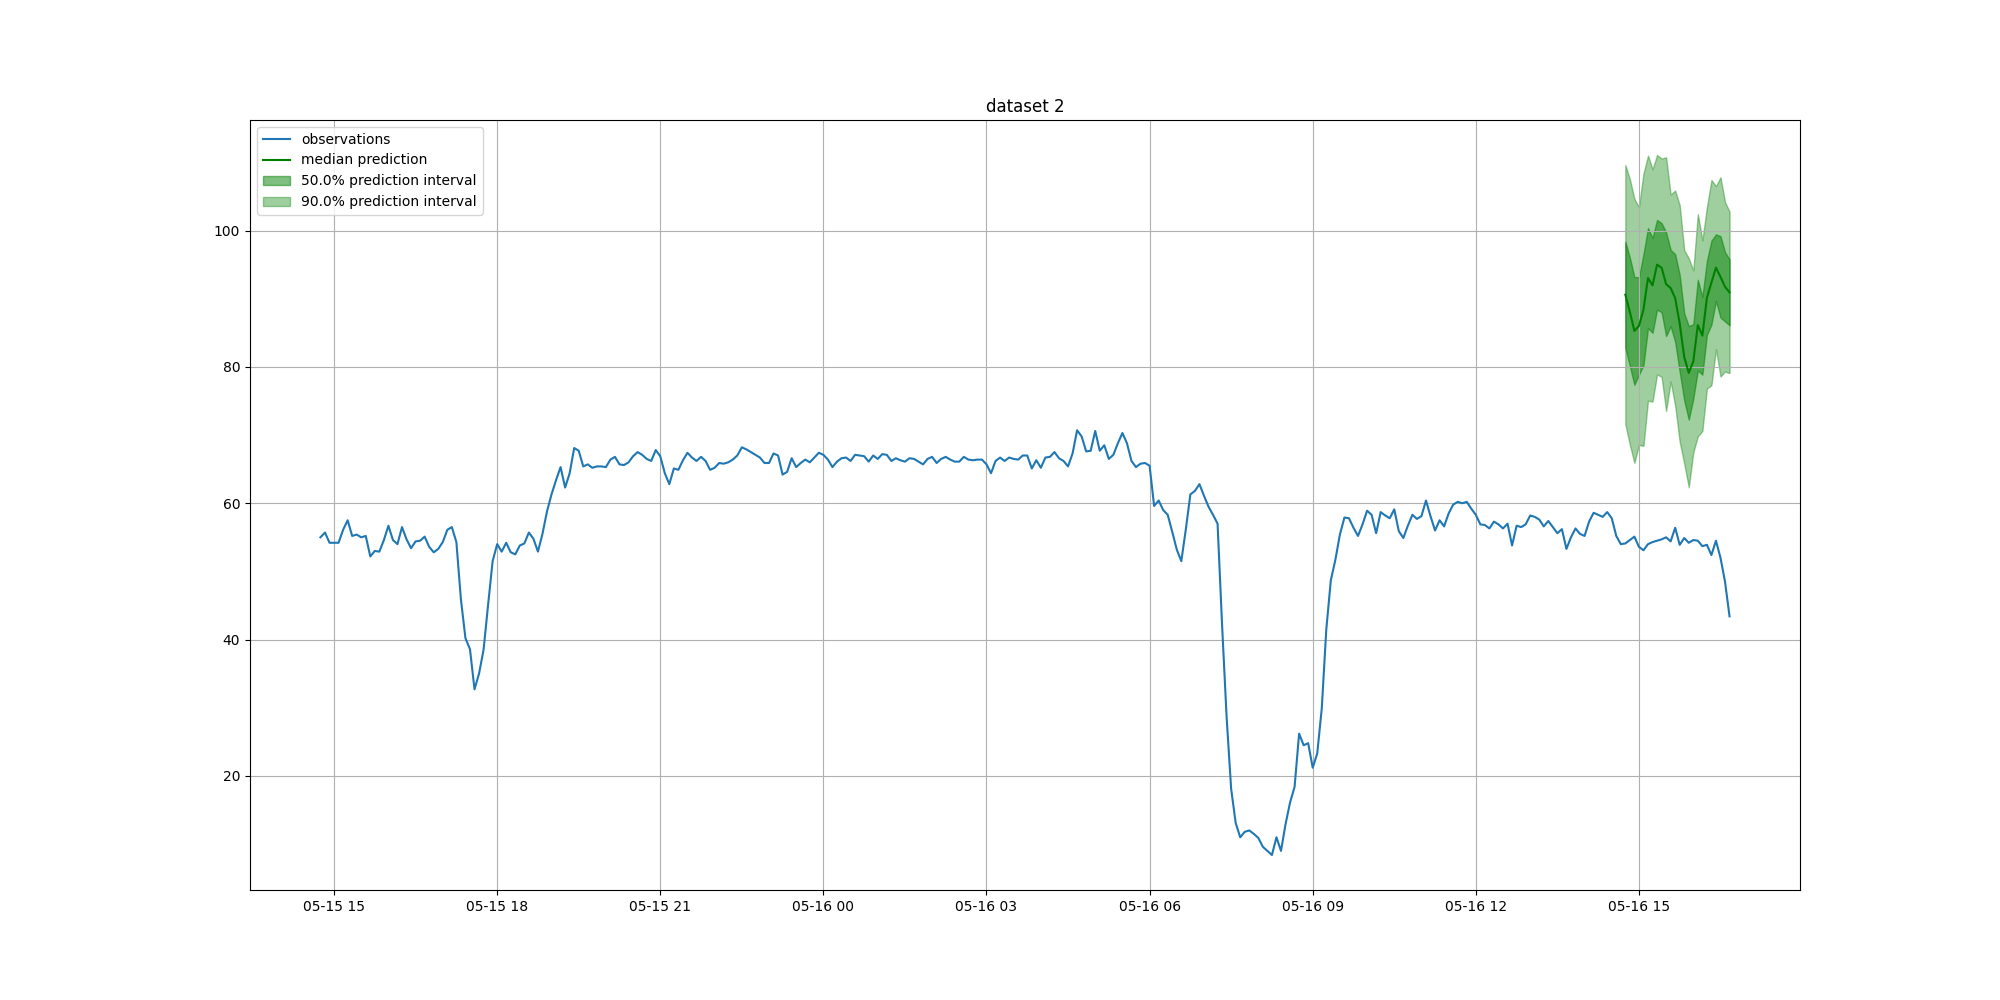 dataset 2
observations
median prediction
50.0% prediction interval
90.0% prediction interval
100
80
60
40
20
05-15 15
05-15 18
05-15 21
05-16 00
05-16 03
05-16 06
05-16 09
05-16 12
05-16 15